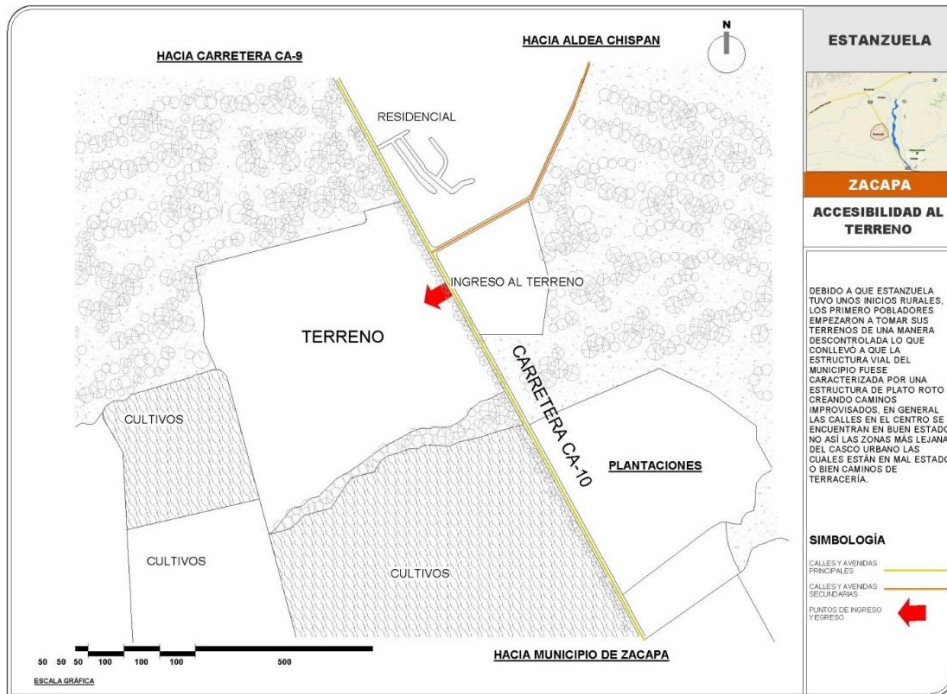 HACIA CARRETERA CA-9
HACIA ALDEA CHISPAN
N
RESIDENCIAL
INGRESO AL TERRENO
TERRENO
CARRETERA CA-10
CULTIVOS
PLANTACIONES
CULTIVOS
CULTIVOS
HACIA MUNICIPIO DE ZACAPA
50 50 50 100 100 100 500
ESCALA GRÁFICA
ESTANZUELA
ZACAPA
ACCESIBILIDAD AL
TERRENO
DEBIDO A QUE ESTANZUELA
TUVO UNOS INICIOS RURALES,
LOS PRIMERO POBLADORES
EMPEZARON A TOMAR SUS
TERRENOS DE UNA MANERA
DESCONTROLADA LO QUE
CONLLEVÓ A QUE LA
ESTRUCTURA VIAL DEL
MUNICIPIO FUESE
CARACTERIZADA POR UNA
ESTRUCTURA DE PLATO ROTO
CREANDO CAMINOS
IMPROVISADOS, EN GENERAL
LAS CALLES EN EL CENTRO SE
ENCUENTRAN EN BUEN ESTADO
NO ASÍ LAS ZONAS MÁS LEJANA
DEL CASCO URBANO LAS
CUALES ESTÁN EN MAL ESTADO
O BIEN CAMINOS DE
TERRACERÍA.
SIMBOLOGÍA
CALLES Y AVENIDAS
PRINCIPALES
CALLES Y AVENIDAS
SECUNDARIAS
PUNTOS DE INGRESO
Y EGRESO